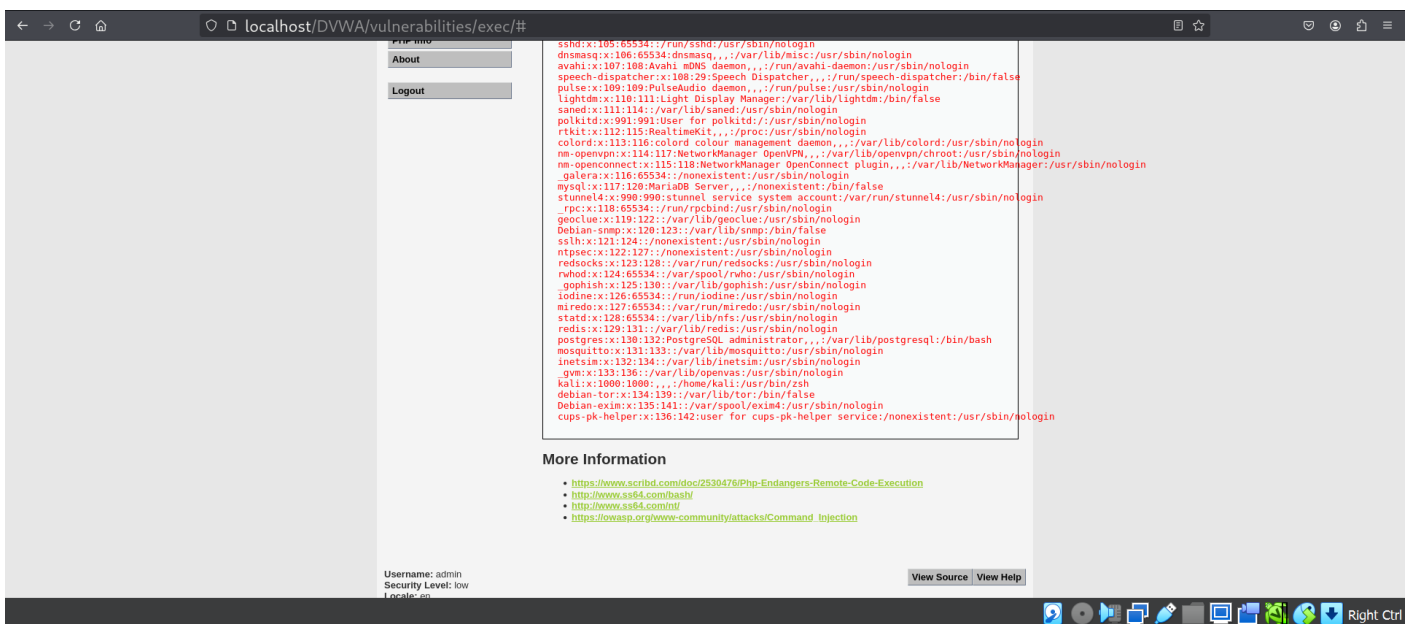 localhost/DVWA/vulnerabilities/exec/#
PHP Info
About
Logout
sshd:x:105:65534::/run/sshd:/usr/sbin/nologin
dnsmasq:x:106:65534:dnsmasq,,,:/var/lib/misc:/usr/sbin/nologin
avahi:x:107:108:Avahi mDNS daemon,,,:/run/avahi-daemon:/usr/sbin/nologin
speech-dispatcher:x:108:29:Speech Dispatcher,,,:/run/speech-dispatcher:/bin/false
pulse:x:109:109:PulseAudio daemon,,,:/run/pulse:/usr/sbin/nologin
lightdm:x:110:111:Light Display Manager:/var/lib/lightdm:/bin/false
saned:x:111:114::/var/lib/saned:/usr/sbin/nologin
polkitd:x:991:991:User for polkitd:/:/usr/sbin/nologin
rtkit:x:112:115:RealtimeKit,,,:/proc:/usr/sbin/nologin
colord:x:113:116:colord colour management daemon,,,:/var/lib/colord:/usr/sbin/nologin
nm-openvpn:x:114:117:NetworkManager OpenVPN,,,:/var/lib/openvpn/chroot:/usr/sbin/nologin
nm-openconnect:x:115:118:NetworkManager OpenConnect plugin,,,:/var/lib/NetworkManager:/usr/sbin/nologin
_galera:x:116:65534::/nonexistent:/usr/sbin/nologin
mysql:x:117:120:MariaDB Server,,,:/nonexistent:/bin/false
stunnel4:x:990:990:stunnel service system account:/var/run/stunnel4:/usr/sbin/nologin
_rpc:x:118:65534::/run/rpcbind:/usr/sbin/nologin
geoclue:x:119:122::/var/lib/geoclue:/usr/sbin/nologin
Debian-snmp:x:120:123::/var/lib/snmp:/bin/false
sslh:x:121:124::/nonexistent:/usr/sbin/nologin
ntpsec:x:122:127::/nonexistent:/usr/sbin/nologin
redsocks:x:123:128::/var/run/redsocks:/usr/sbin/nologin
rwhod:x:124:65534::/var/spool/rwho:/usr/sbin/nologin
_gophish:x:125:130::/var/lib/gophish:/usr/sbin/nologin
iodine:x:126:65534::/run/iodine:/usr/sbin/nologin
miredo:x:127:65534::/var/run/miredo:/usr/sbin/nologin
statd:x:128:65534::/var/lib/nfs:/usr/sbin/nologin
redis:x:129:131::/var/lib/redis:/usr/sbin/nologin
postgres:x:130:132:PostgreSQL administrator,,,:/var/lib/postgresql:/bin/bash
mosquitto:x:131:133::/var/lib/mosquitto:/usr/sbin/nologin
inetsim:x:132:134::/var/lib/inetsim:/usr/sbin/nologin
_gvm:x:133:136::/var/lib/openvas:/usr/sbin/nologin
kali:x:1000:1000:,,,:/home/kali:/usr/bin/zsh
debian-tor:x:134:139::/var/lib/tor:/bin/false
Debian-exim:x:135:141::/var/spool/exim4:/usr/sbin/nologin
cups-pk-helper:x:136:142:user for cups-pk-helper service:/nonexistent:/usr/sbin/nologin
More Information
https://www.scribd.com/doc/2530476/Php-Endangers-Remote-Code-Execution
http://www.ss64.com/bash/
http://www.ss64.com/nt/
https://owasp.org/www-community/attacks/Command_Injection
Username: admin
Security Level: low
Locale: en
View Source View Help
Right Ctrl